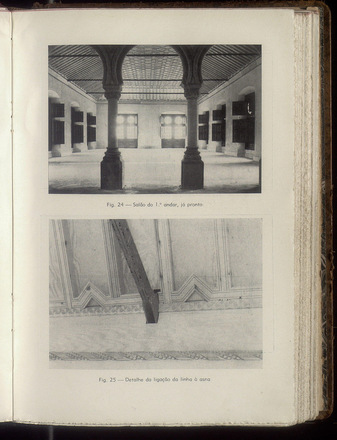 Fig. 24 — Salão do 1.º andar, já pronto
Fig. 25 — Detalhe da ligação da linha à asna